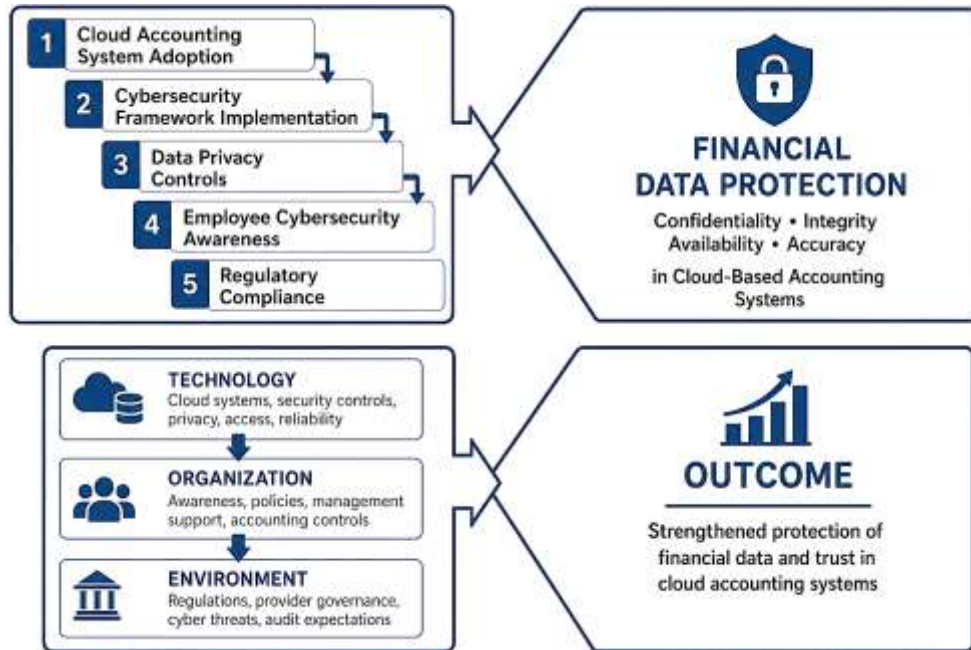 1
Cloud Accounting
System Adoption
2
Cybersecurity
Framework Implementation
3
Data Privacy
Controls
4
Employee Cybersecurity
Awareness
5
Regulatory
Compliance
FINANCIAL
DATA PROTECTION
Confidentiality • Integrity
Availability • Accuracy
in Cloud-Based Accounting
Systems
TECHNOLOGY
Cloud systems, security controls,
privacy, access, reliability
ORGANIZATION
Awareness, policies, management
support, accounting controls
ENVIRONMENT
Regulations, provider governance,
cyber threats, audit expectations
OUTCOME
Strengthened protection of
financial data and trust in
cloud accounting systems